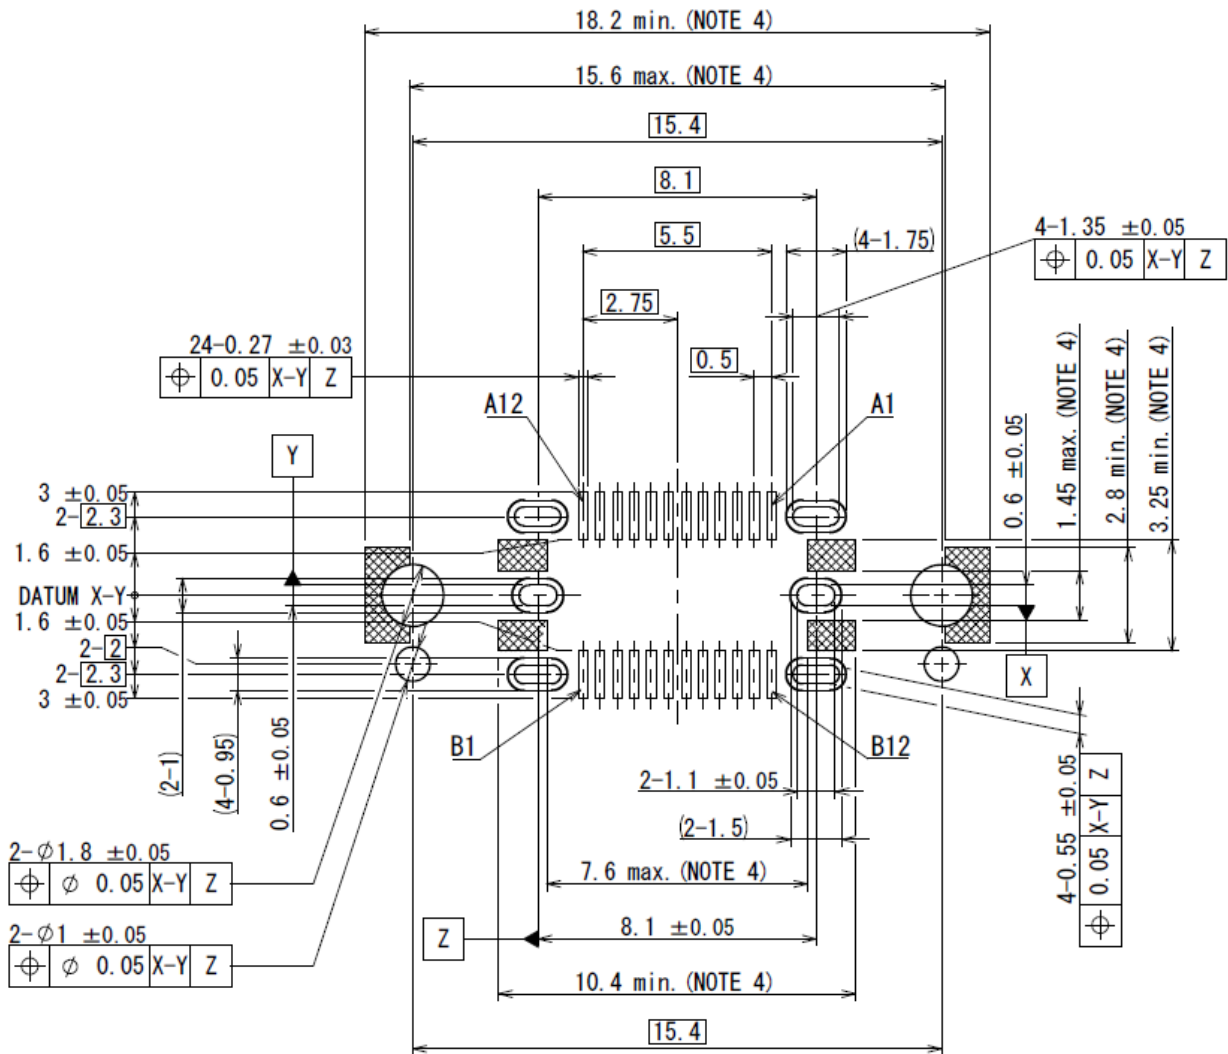 18.2 min. (NOTE 4)
15.6 max. (NOTE 4)
15.4
8.1
5.5
(4-1.75)
4-1.35 ±0.05
⌖ 0.05 X-Y Z
2.75
24-0.27 ±0.03
⌖ 0.05 X-Y Z
0.5
A12
A1
Y
0.6 ±0.05
1.45 max. (NOTE 4)
2.8 min. (NOTE 4)
3.25 min. (NOTE 4)
3 ±0.05
2-2.3
1.6 ±0.05
DATUM X-Y
1.6 ±0.05
2-2
2-2.3
3 ±0.05
X
B1
B12
(2-1)
(4-0.95)
0.6 ±0.05
2-1.1 ±0.05
(2-1.5)
4-0.55 ±0.05
⌖ 0.05 X-Y Z
2-∅1.8 ±0.05
⌖ ∅ 0.05 X-Y Z
7.6 max. (NOTE 4)
2-∅1 ±0.05
⌖ ∅ 0.05 X-Y Z
Z
8.1 ±0.05
10.4 min. (NOTE 4)
15.4